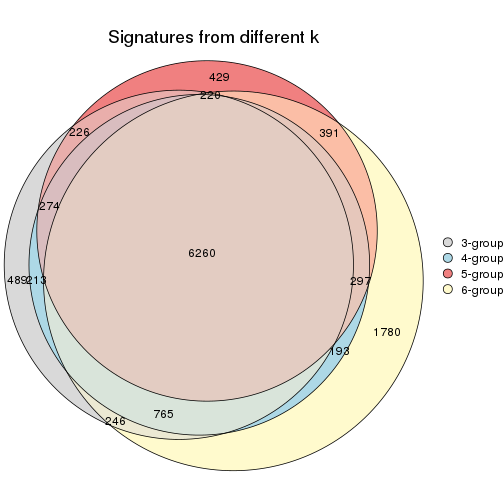 Signatures from different k
429
220
226
391
274
6260
489
213
297
1780
193
765
246
3-group
4-group
5-group
6-group